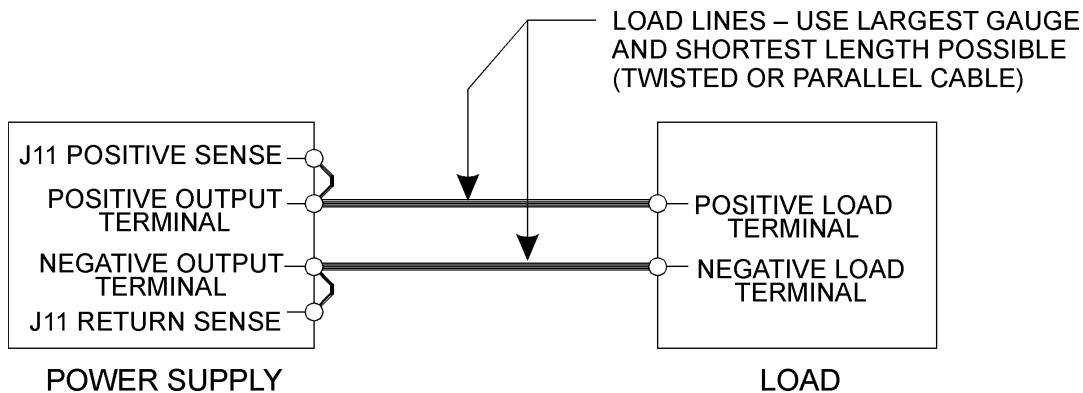 LOAD LINES – USE LARGEST GAUGE
AND SHORTEST LENGTH POSSIBLE
(TWISTED OR PARALLEL CABLE)
J11 POSITIVE SENSE
POSITIVE OUTPUT
TERMINAL
NEGATIVE OUTPUT
TERMINAL
J11 RETURN SENSE
POSITIVE LOAD
TERMINAL
NEGATIVE LOAD
TERMINAL
POWER SUPPLY
LOAD